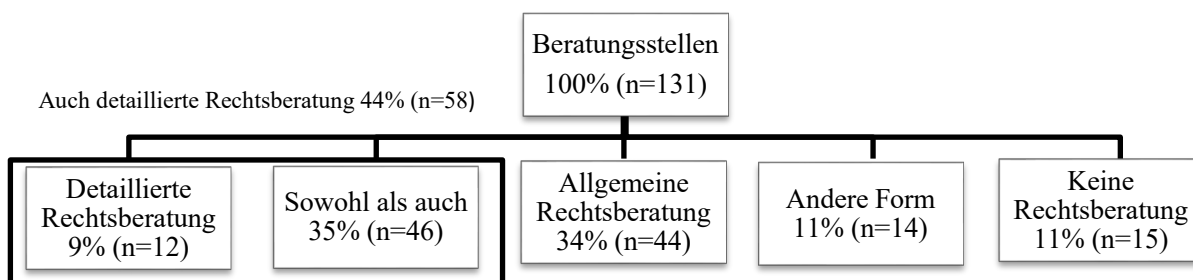 Beratungsstellen
100% (n=131)
Auch detaillierte Rechtsberatung 44% (n=58)
Detaillierte
Rechtsberatung
9% (n=12)
Sowohl als auch
35% (n=46)
Allgemeine
Rechtsberatung
34% (n=44)
Andere Form
11% (n=14)
Keine
Rechtsberatung
11% (n=15)